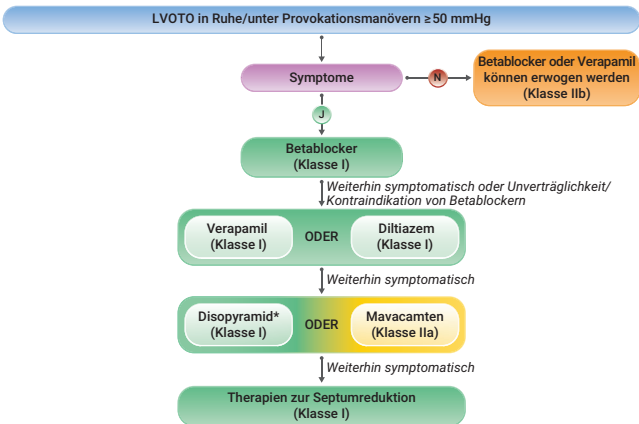 LVOTO in Ruhe/unter Provokationsmanövern ≥50 mmHg
Symptome
N
Betablocker oder Verapamil
können erwogen werden
(Klasse IIb)
J
Betablocker
(Klasse I)
Weiterhin symptomatisch oder Unverträglichkeit/
Kontraindikation von Betablockern
Verapamil
(Klasse I)
ODER
Diltiazem
(Klasse I)
Weiterhin symptomatisch
Disopyramid*
(Klasse I)
ODER
Mavacamten
(Klasse IIa)
Weiterhin symptomatisch
Therapien zur Septumreduktion
(Klasse I)